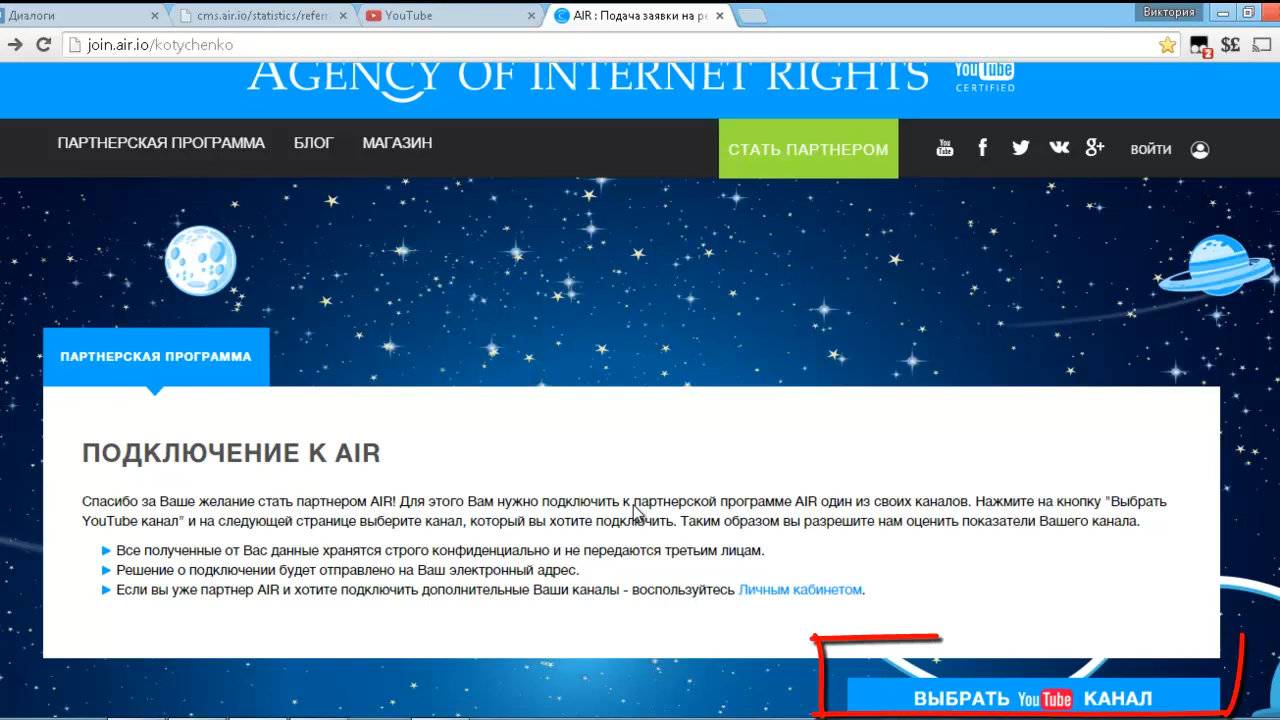 Диалоги
cms.air.io/statistics/referr
YouTube
AIR : Подача заявки на ре
Виктория
join.air.io/kotychenko
2
$£
AGENCY OF INTERNET RIGHTS
YouTube
CERTIFIED
ПАРТНЕРСКАЯ ПРОГРАММА
БЛОГ
МАГАЗИН
СТАТЬ ПАРТНЕРОМ
ВОЙТИ
ПАРТНЕРСКАЯ ПРОГРАММА
ПОДКЛЮЧЕНИЕ К AIR
Спасибо за Ваше желание стать партнером AIR! Для этого Вам нужно подключить к партнерской программе AIR один из своих каналов. Нажмите на кнопку "Выбрать
YouTube канал" и на следующей странице выберите канал, который вы хотите подключить. Таким образом вы разрешите нам оценить показатели Вашего канала.
Все полученные от Вас данные хранятся строго конфиденциально и не передаются третьим лицам.
Решение о подключении будет отправлено на Ваш электронный адрес.
Если вы уже партнер AIR и хотите подключить дополнительные Ваши каналы - воспользуйтесь Личным кабинетом.
ВЫБРАТЬ YouTube КАНАЛ